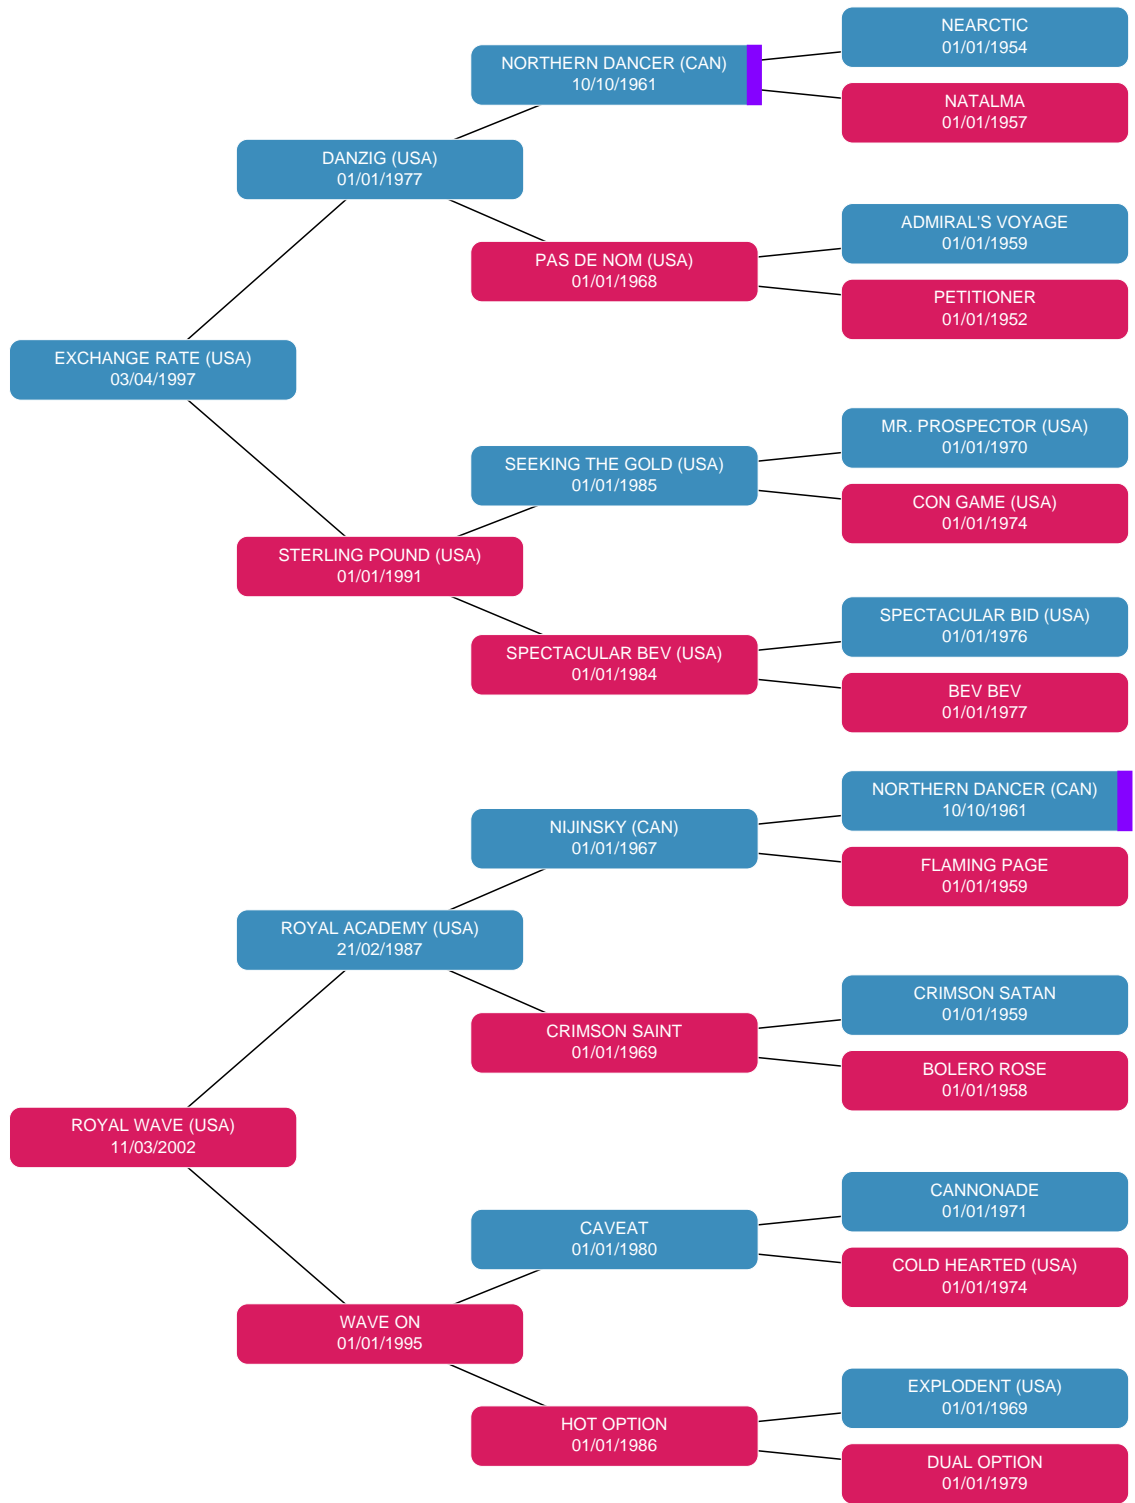 NEARCTIC
01/01/1954
NORTHERN DANCER (CAN)
10/10/1961
NATALMA
01/01/1957
DANZIG (USA)
01/01/1977
ADMIRAL'S VOYAGE
01/01/1959
PAS DE NOM (USA)
01/01/1968
PETITIONER
01/01/1952
EXCHANGE RATE (USA)
03/04/1997
MR. PROSPECTOR (USA)
01/01/1970
SEEKING THE GOLD (USA)
01/01/1985
CON GAME (USA)
01/01/1974
STERLING POUND (USA)
01/01/1991
SPECTACULAR BID (USA)
01/01/1976
SPECTACULAR BEV (USA)
01/01/1984
BEV BEV
01/01/1977
NORTHERN DANCER (CAN)
10/10/1961
NIJINSKY (CAN)
01/01/1967
FLAMING PAGE
01/01/1959
ROYAL ACADEMY (USA)
21/02/1987
CRIMSON SATAN
01/01/1959
CRIMSON SAINT
01/01/1969
BOLERO ROSE
01/01/1958
ROYAL WAVE (USA)
11/03/2002
CANNONADE
01/01/1971
CAVEAT
01/01/1980
COLD HEARTED (USA)
01/01/1974
WAVE ON
01/01/1995
EXPLODENT (USA)
01/01/1969
HOT OPTION
01/01/1986
DUAL OPTION
01/01/1979